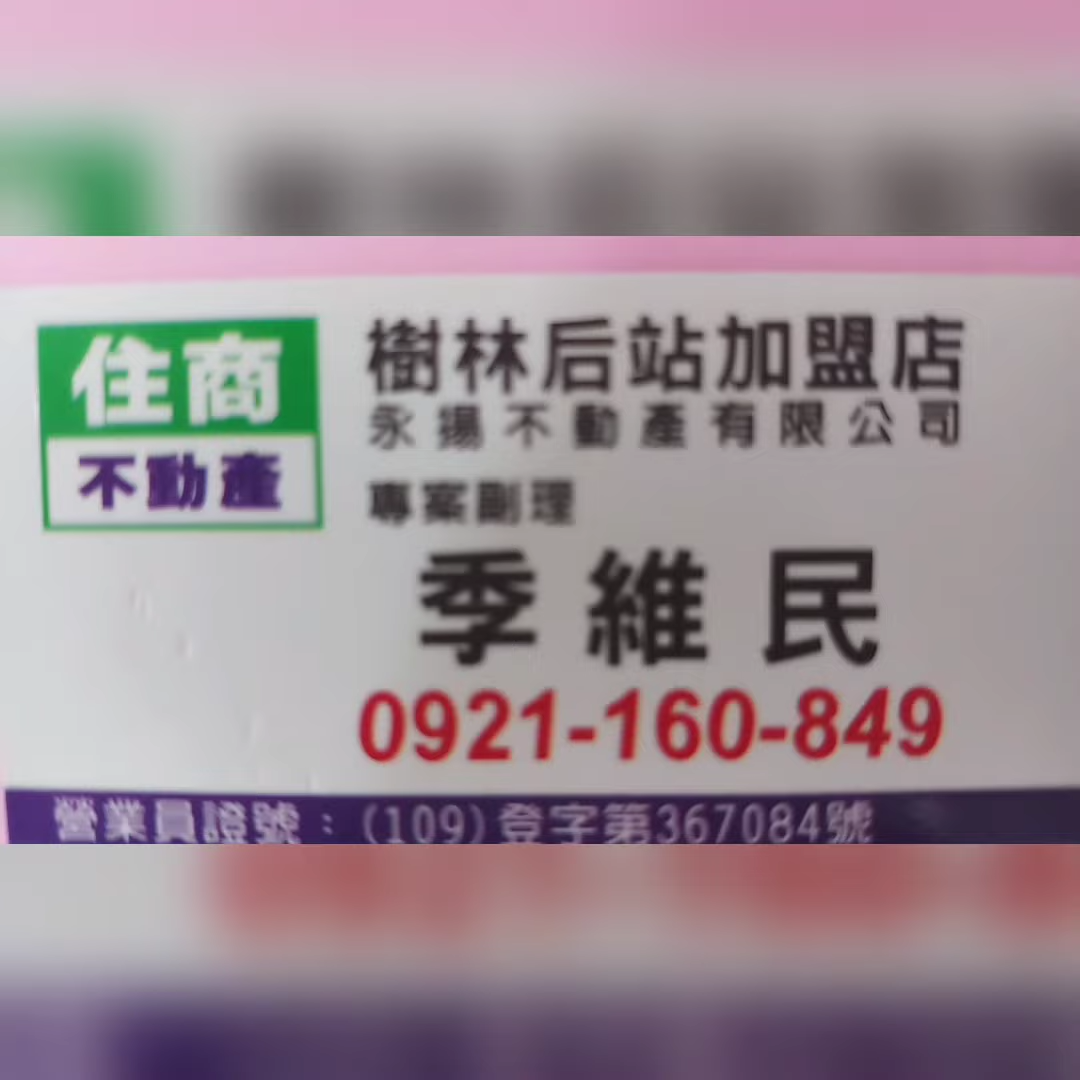 住商
不動產
樹林后站加盟店
永揚不動產有限公司
專案副理
季維民
0921-160-849
營業員證號：(109)登字第367084號